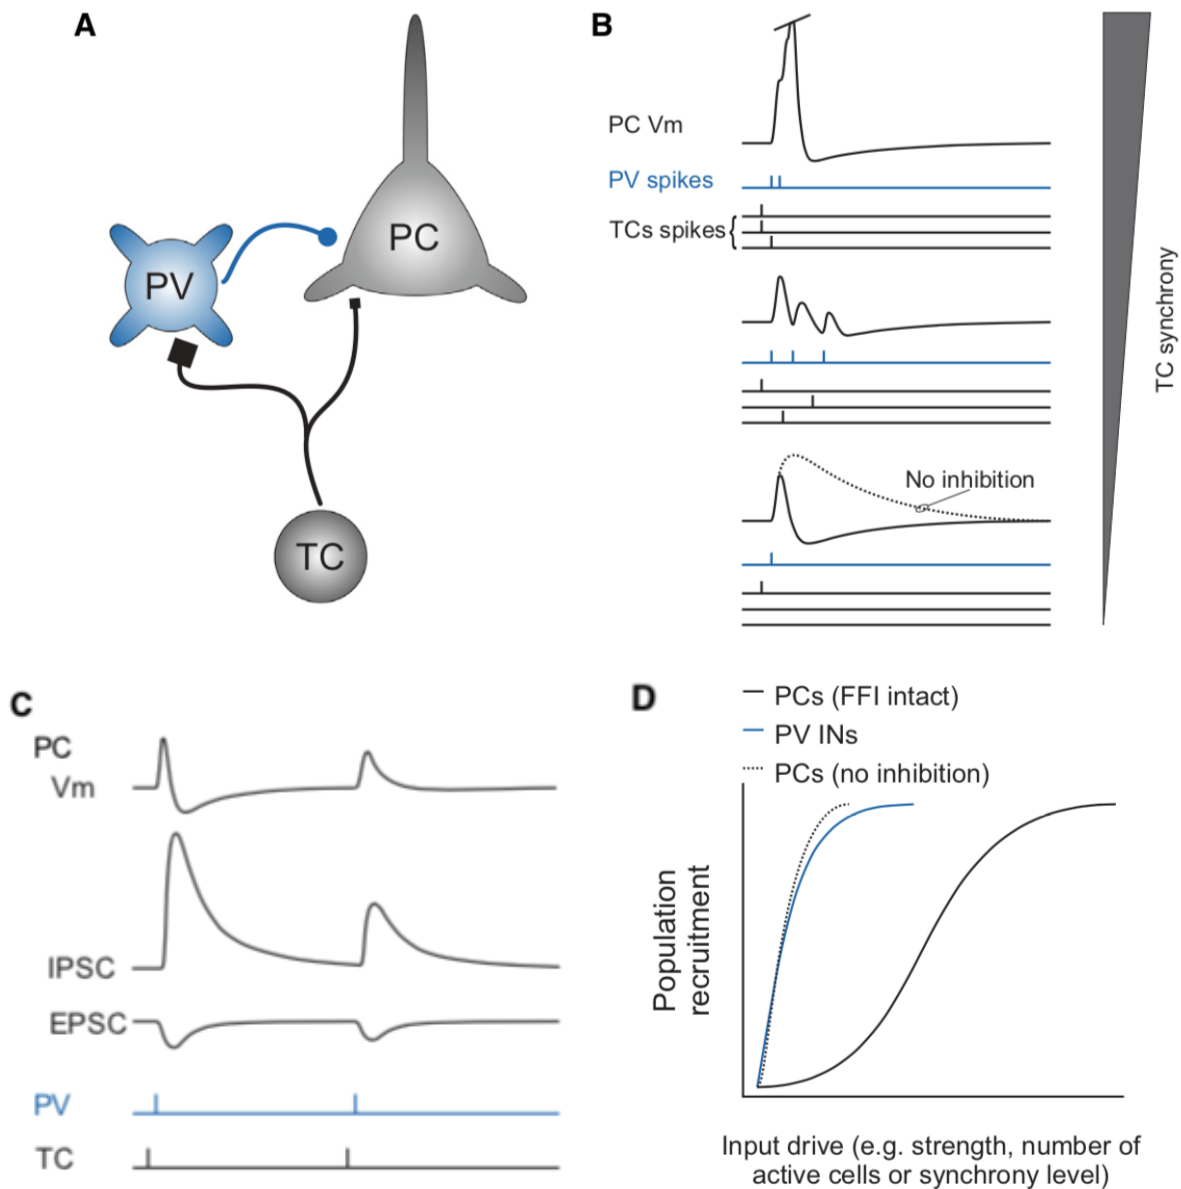 A
PV
PC
TC
B
PC Vm
PV spikes
TCs spikes
No inhibition
TC synchrony
C
PC
Vm
IPSC
EPSC
PV
TC
D
PCs (FFI intact)
PV INs
PCs (no inhibition)
Population
recruitment
Input drive (e.g. strength, number of
active cells or synchrony level)